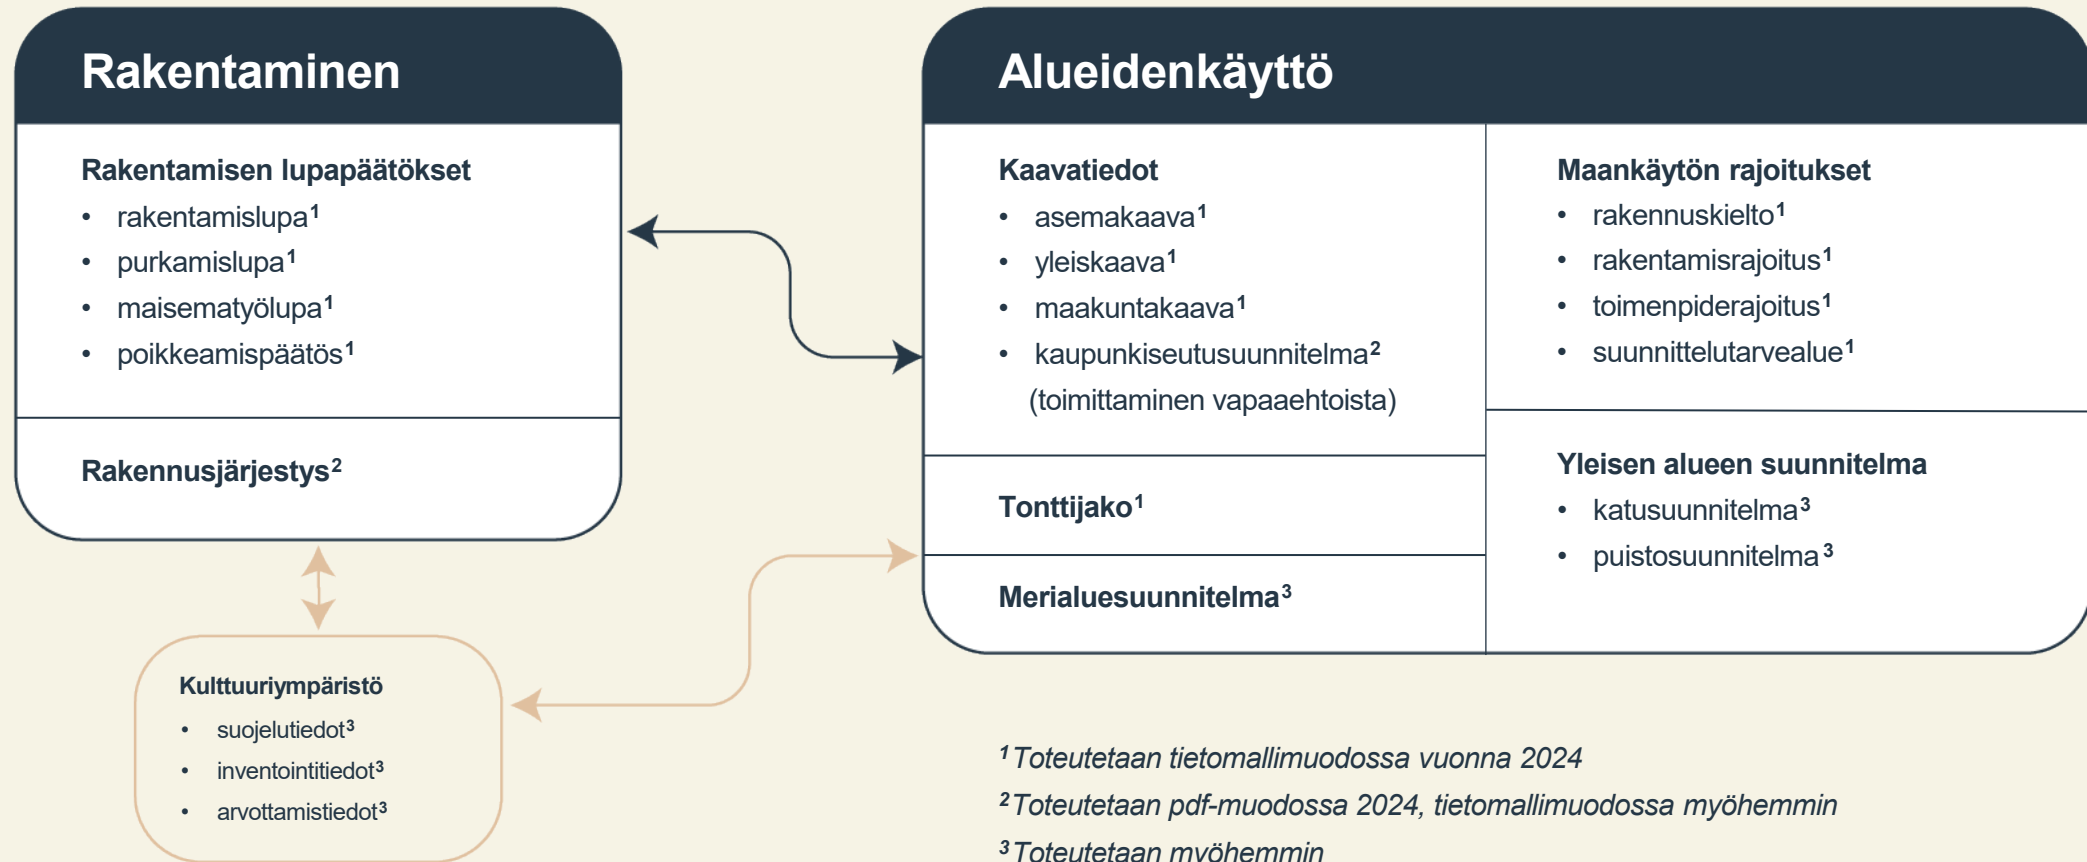 Rakentaminen
Rakentamisen lupapäätökset
• rakentamislupa¹
• purkamislupa¹
• maisematyölupa¹
• poikkeamispäätös¹
Rakennusjärjestys²
Kulttuuriympäristö
• suojelutiedot³
• inventointitiedot³
• arvottamistiedot³
Alueidenkäyttö
Kaavatiedot
• asemakaava¹
• yleiskaava¹
• maakuntakaava¹
• kaupunkiseutusuunnitelma²
(toimittaminen vapaaehtoista)
Tonttijako¹
Merialuesuunnitelma³
Maankäytön rajoitukset
• rakennuskielto¹
• rakentamisrajoitus¹
• toimenpiderajoitus¹
• suunnittelutarvealue¹
Yleisen alueen suunnitelma
• katusuunnitelma³
• puistosuunnitelma³
¹ Toteutetaan tietomallimuodossa vuonna 2024
² Toteutetaan pdf-muodossa 2024, tietomallimuodossa myöhemmin
³ Toteutetaan myöhemmin